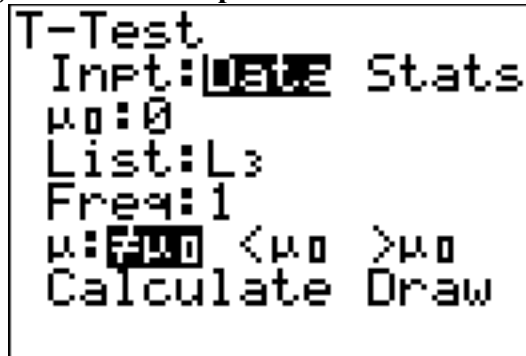 T-Test
Inpt:Data Stats
μ₀:0
List:L₃
Freq:1
μ:≠μ₀ <μ₀ >μ₀
Calculate Draw